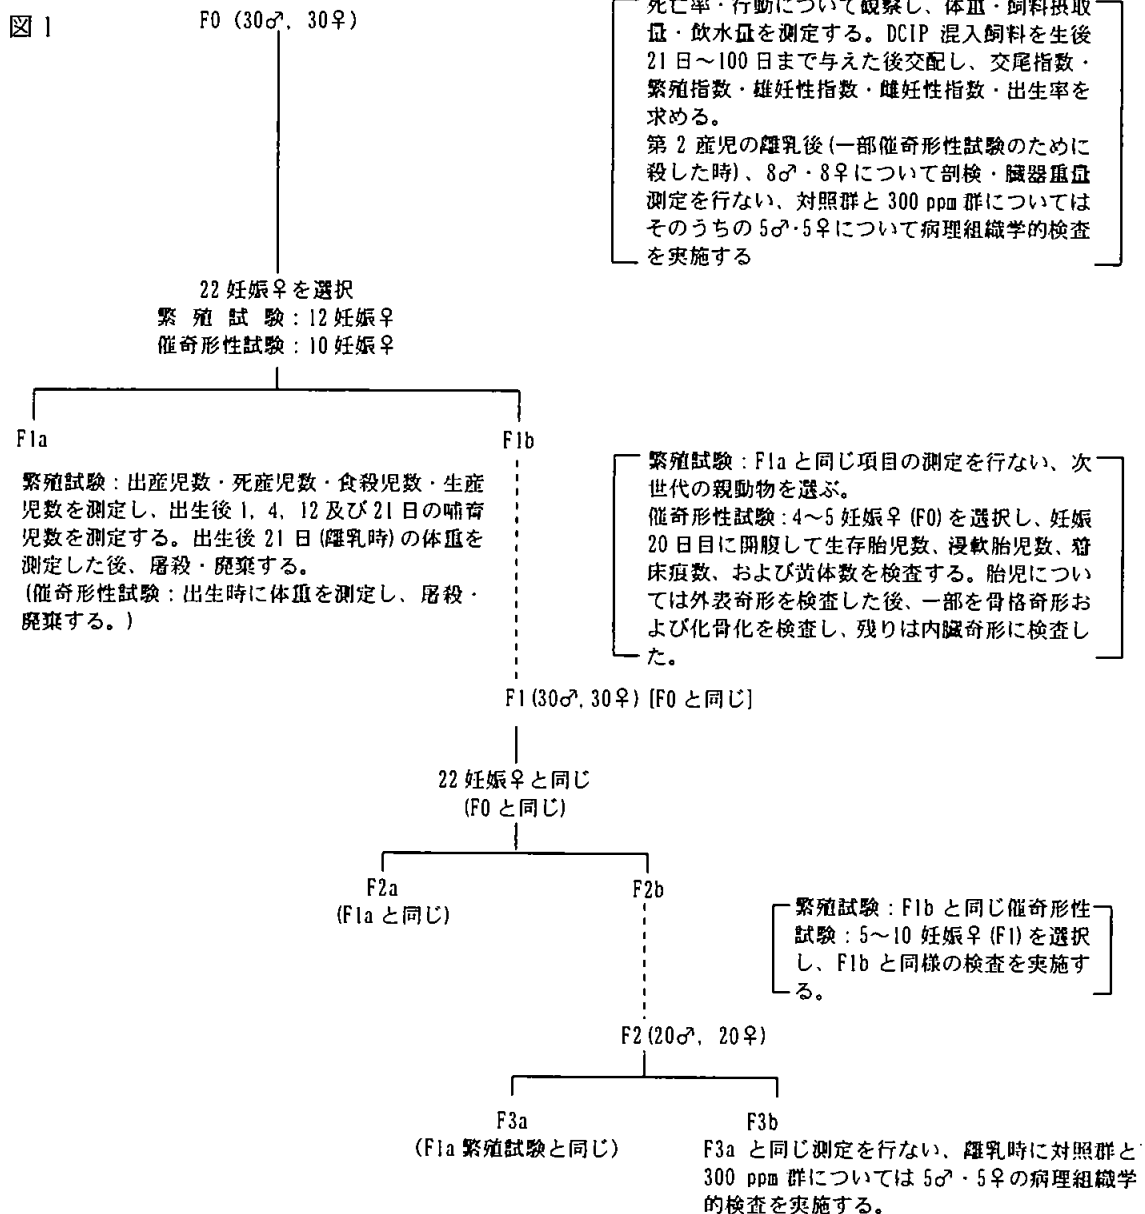 図1
F0 (30♂, 30♀)
死亡率・行動について観察し、体重・飼料摂取
量・飲水量を測定する。DCIP 混入飼料を生後
21日～100日まで与えた後交配し、交尾指数・
繁殖指数・雄妊性指数・雌妊性指数・出生率を
求める。
第 2 産児の離乳後(一部催奇形性試験のために
殺した時)、8♂・8♀について剖検・臓器重量
測定を行ない、対照群と 300 ppm 群については
そのうちの 5♂・5♀について病理組織学的検査
を実施する
22 妊娠♀を選択
繁 殖 試 験：12 妊娠♀
催奇形性試験：10 妊娠♀
F1a
F1b
繁殖試験：出産児数・死産児数・食殺児数・生産
児数を測定し、出生後 1, 4, 12 及び 21 日の哺育
児数を測定する。出生後 21 日(離乳時)の体重を
測定した後、屠殺・廃棄する。
(催奇形性試験：出生時に体重を測定し、屠殺・
廃棄する。)
繁殖試験：F1a と同じ項目の測定を行ない、次
世代の親動物を選ぶ。
催奇形性試験：4～5 妊娠♀(F0)を選択し、妊娠
20 日目に開腹して生存胎児数、浸軟胎児数、着
床痕数、および黄体数を検査する。胎児につい
ては外表奇形を検査した後、一部を骨格奇形お
よび化骨化を検査し、残りは内臓奇形に検査し
た。
F1(30♂, 30♀) [F0 と同じ]
22 妊娠♀と同じ
(F0 と同じ)
F2a
(F1a と同じ)
F2b
繁殖試験：F1b と同じ催奇形性
試験：5～10 妊娠♀(F1)を選択
し、F1b と同様の検査を実施す
る。
F2(20♂, 20♀)
F3a
(F1a 繁殖試験と同じ)
F3b
F3a と同じ測定を行ない、離乳時に対照群と
300 ppm 群については 5♂・5♀の病理組織学
的検査を実施する。